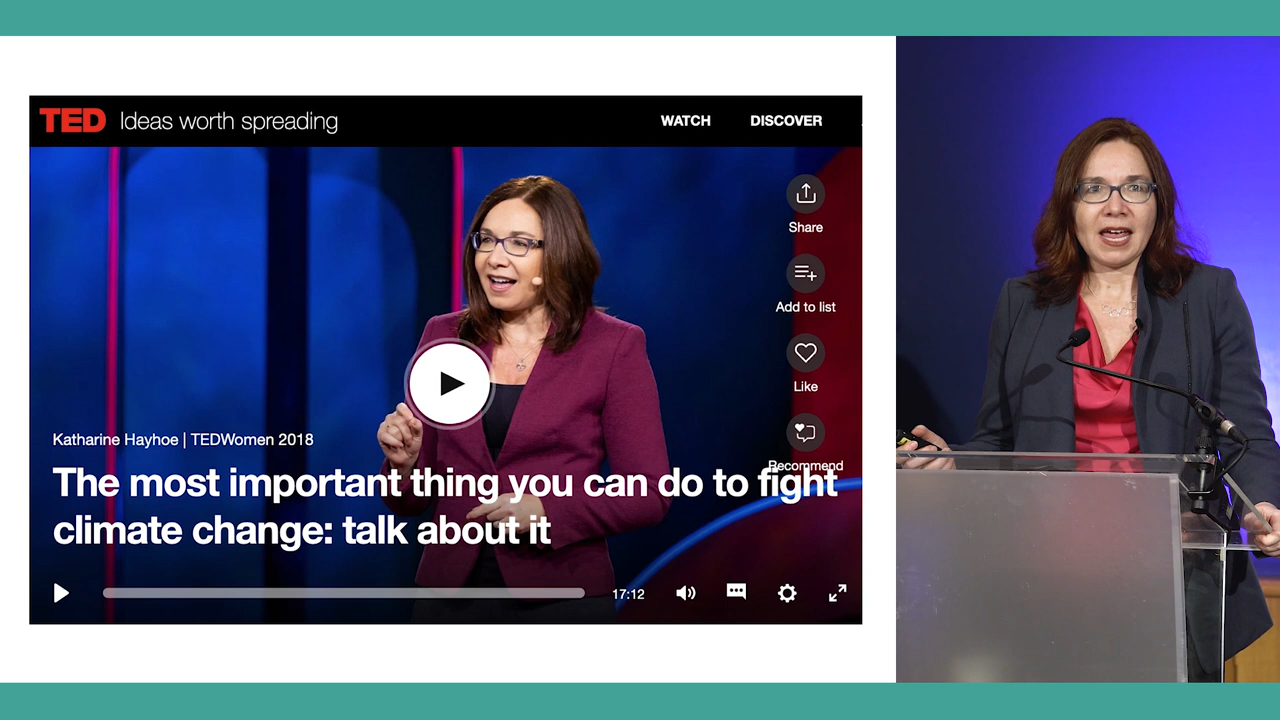 TED Ideas worth spreading WATCH DISCOVER
Share
Add to list
Like
Recommend
Katharine Hayhoe | TEDWomen 2018
The most important thing you can do to fight
climate change: talk about it
17:12